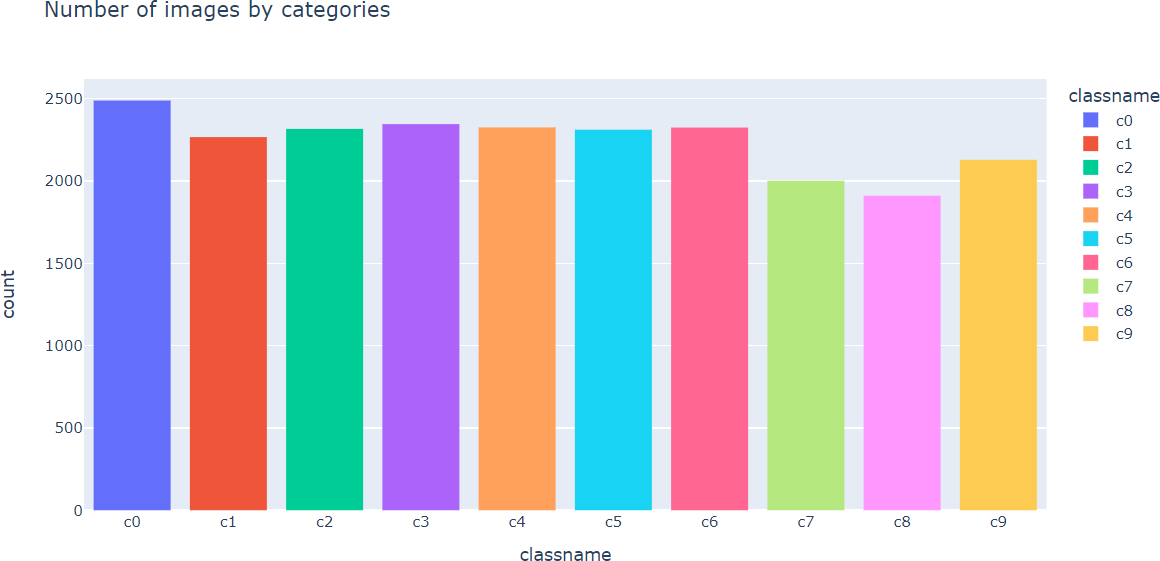 Number of images by categories
count
2500
2000
1500
1000
500
0
c0 c1 c2 c3 c4 c5 c6 c7 c8 c9
classname
classname
c0
c1
c2
c3
c4
c5
c6
c7
c8
c9